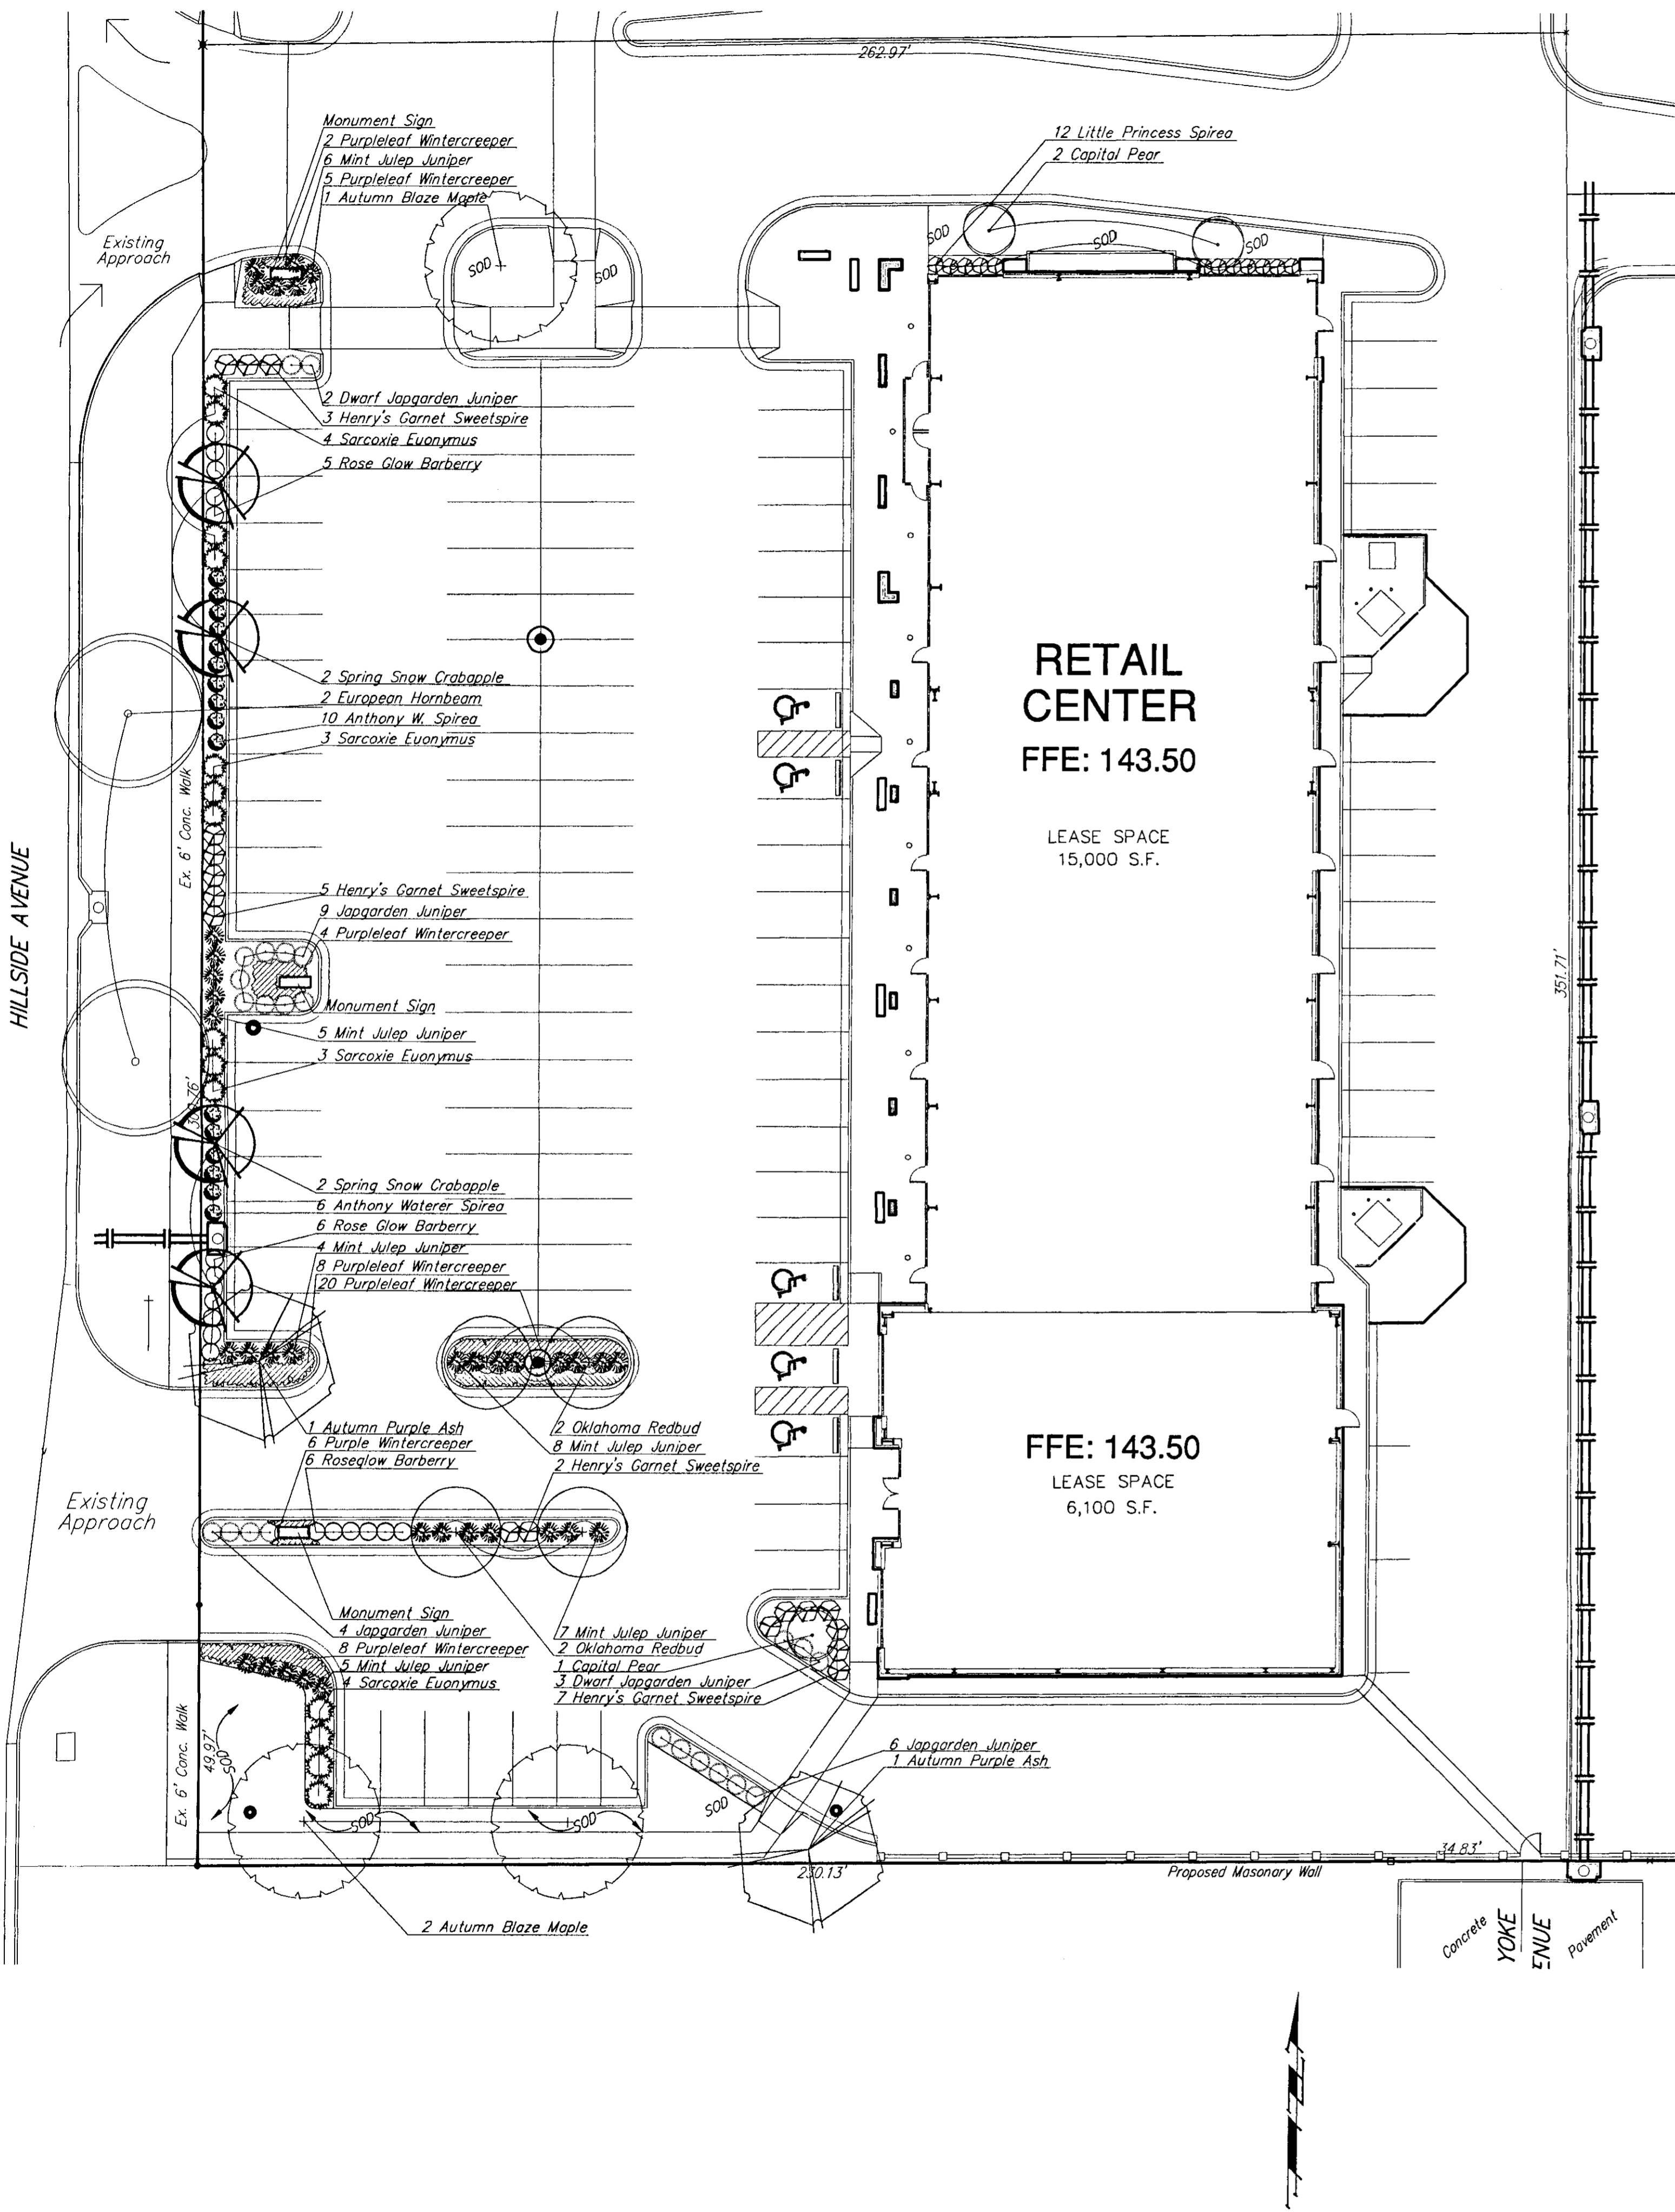 262.97'
Monument Sign
2 Purpleleaf Wintercreeper
6 Mint Julep Juniper
5 Purpleleaf Wintercreeper
1 Autumn Blaze Maple
12 Little Princess Spirea
2 Capital Pear
Existing
Approach
SOD
SOD
SOD
SOD
SOD
2 Dwarf Japgarden Juniper
3 Henry's Garnet Sweetspire
4 Sarcoxie Euonymus
5 Rose Glow Barberry
RETAIL
CENTER
FFE: 143.50
LEASE SPACE
15,000 S.F.
2 Spring Snow Crabapple
2 European Hornbeam
10 Anthony W. Spirea
3 Sarcoxie Euonymus
Ex. 6' Conc. Walk
HILLSIDE AVENUE
5 Henry's Garnet Sweetspire
9 Japgarden Juniper
4 Purpleleaf Wintercreeper
Monument Sign
5 Mint Julep Juniper
3 Sarcoxie Euonymus
351.71'
2 Spring Snow Crabapple
6 Anthony Waterer Spirea
6 Rose Glow Barberry
4 Mint Julep Juniper
8 Purpleleaf Wintercreeper
20 Purpleleaf Wintercreeper
1 Autumn Purple Ash
6 Purple Wintercreeper
6 Roseglow Barberry
2 Oklahoma Redbud
8 Mint Julep Juniper
2 Henry's Garnet Sweetspire
FFE: 143.50
LEASE SPACE
6,100 S.F.
Existing
Approach
Monument Sign
4 Japgarden Juniper
8 Purpleleaf Wintercreeper
5 Mint Julep Juniper
4 Sarcoxie Euonymus
7 Mint Julep Juniper
2 Oklahoma Redbud
1 Capital Pear
3 Dwarf Japgarden Juniper
7 Henry's Garnet Sweetspire
Ex. 6' Conc. Walk
49.97'
SOD
SOD
SOD
SOD
6 Japgarden Juniper
1 Autumn Purple Ash
34.83'
Proposed Masonary Wall
2 Autumn Blaze Maple
Concrete
YOKE
ENUE
Pavement